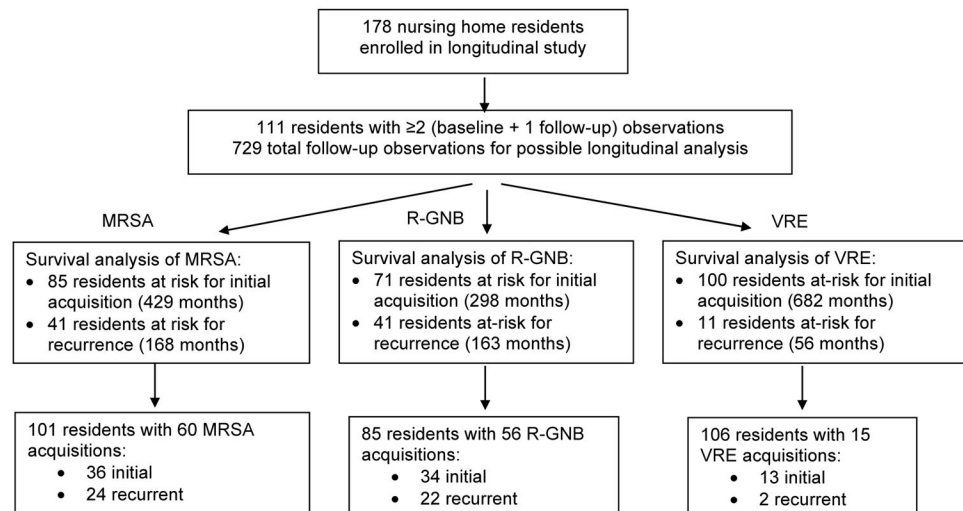 178 nursing home residents
enrolled in longitudinal study
111 residents with ≥2 (baseline + 1 follow-up) observations
729 total follow-up observations for possible longitudinal analysis
MRSA
R-GNB
VRE
Survival analysis of MRSA:
• 85 residents at risk for initial
acquisition (429 months)
• 41 residents at risk for
recurrence (168 months)
Survival analysis of R-GNB:
• 71 residents at risk for initial
acquisition (298 months)
• 41 residents at-risk for
recurrence (163 months)
Survival analysis of VRE:
• 100 residents at-risk for initial
acquisition (682 months)
• 11 residents at-risk for
recurrence (56 months)
101 residents with 60 MRSA
acquisitions:
• 36 initial
• 24 recurrent
85 residents with 56 R-GNB
acquisitions:
• 34 initial
• 22 recurrent
106 residents with 15
VRE acquisitions:
• 13 initial
• 2 recurrent